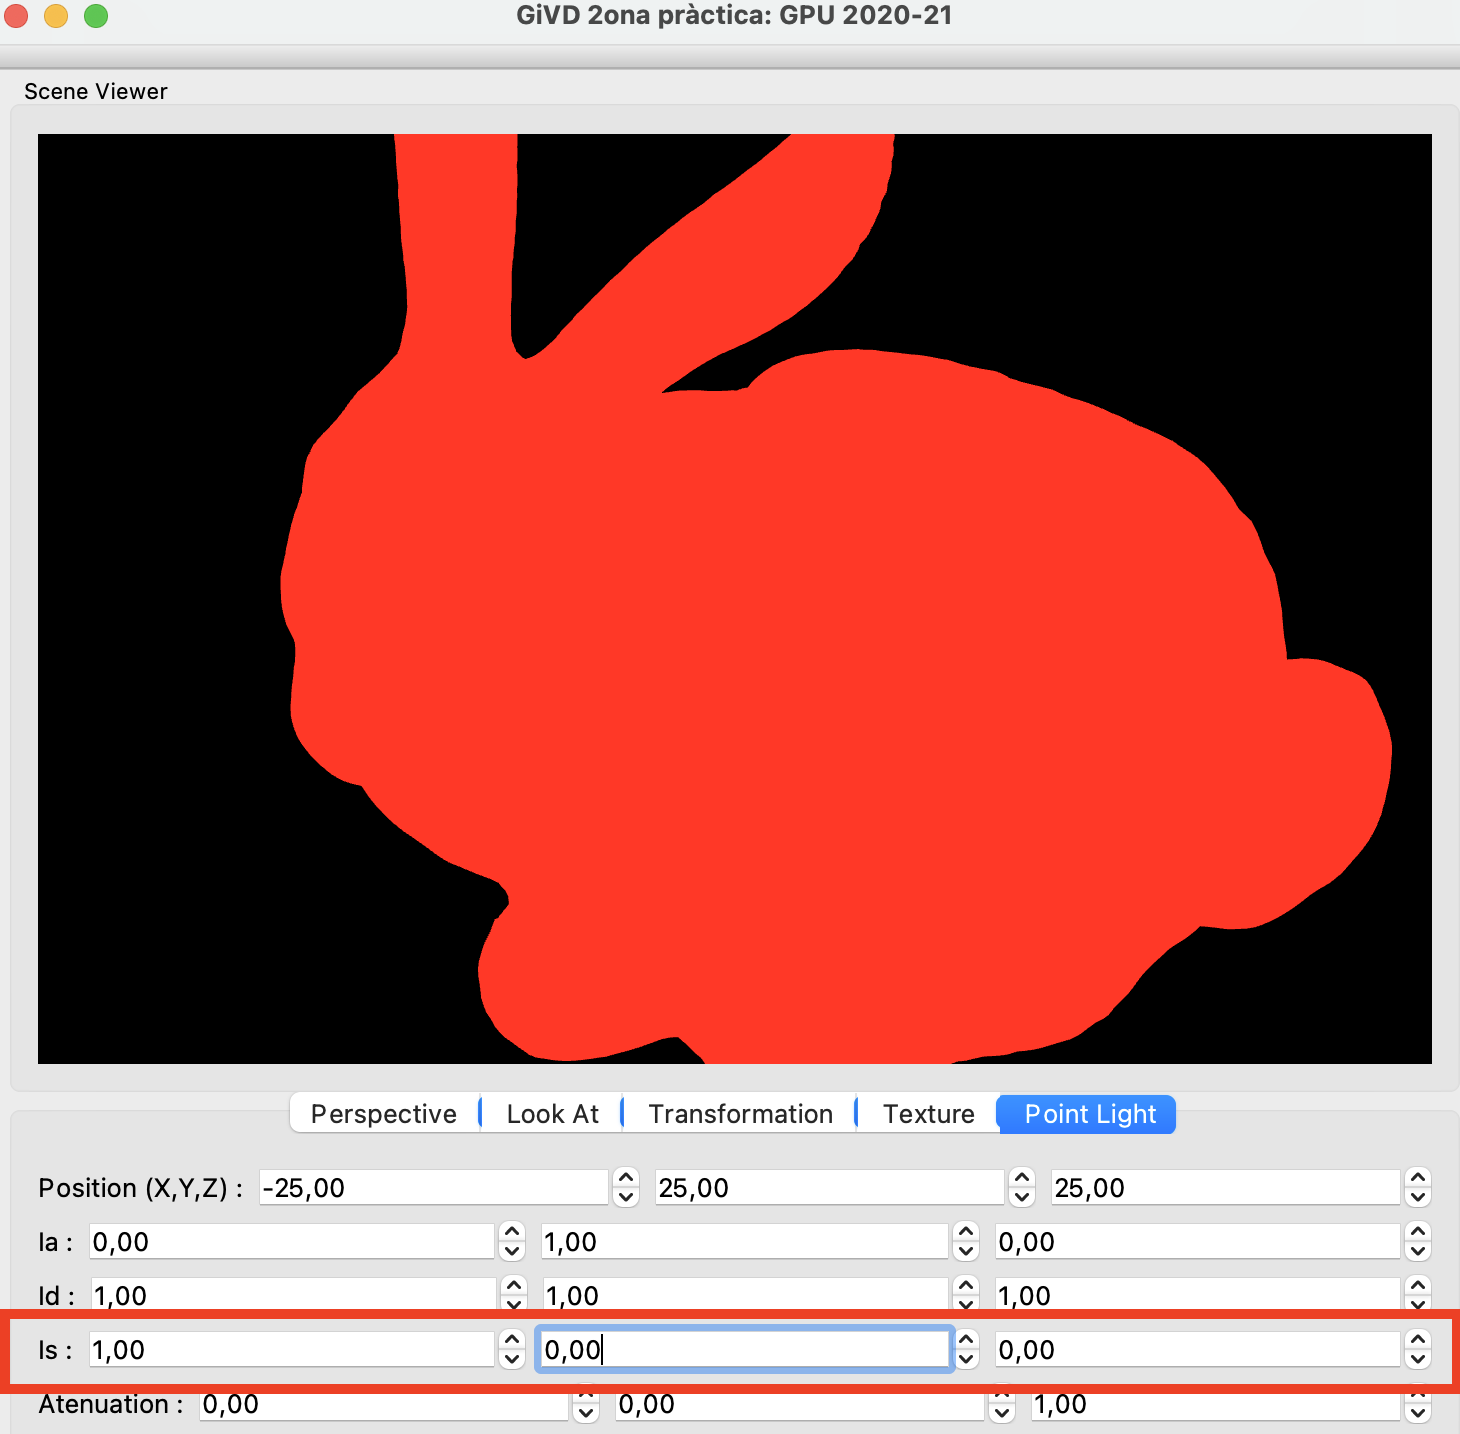 GiVD 2ona pràctica: GPU 2020-21
Scene Viewer
Perspective Look At Transformation Texture Point Light
Position (X,Y,Z) : -25,00 25,00 25,00
Ia : 0,00 1,00 0,00
Id : 1,00 1,00 1,00
Is : 1,00 0,00 0,00
Atenuation : 0,00 0,00 1,00